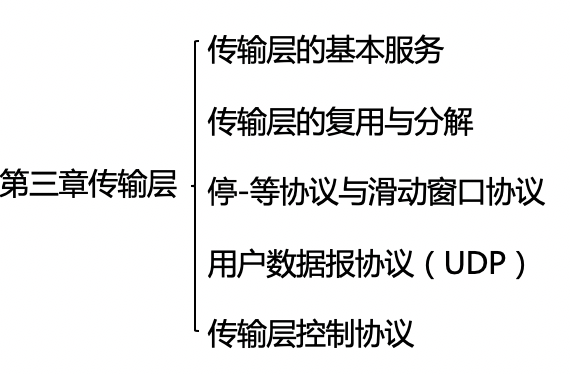 第三章传输层
传输层的基本服务
传输层的复用与分解
停-等协议与滑动窗口协议
用户数据报协议（UDP）
传输层控制协议